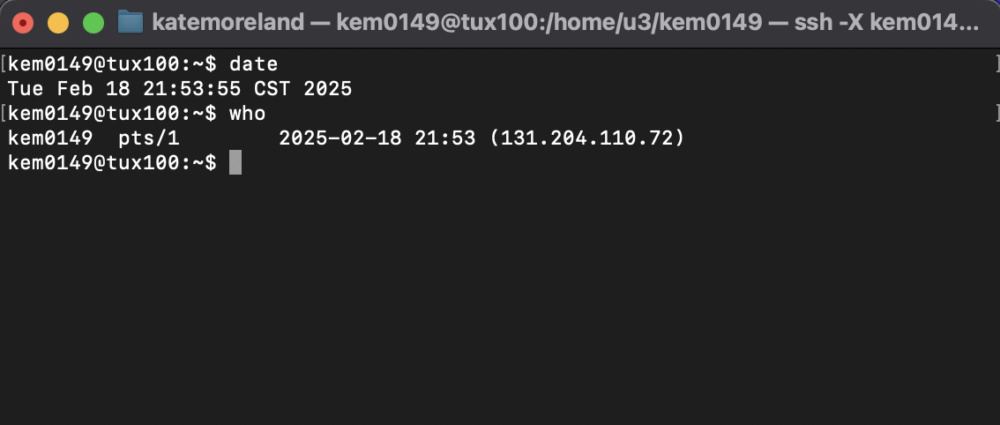 katemoreland — kem0149@tux100:/home/u3/kem0149 — ssh -X kem014...
[kem0149@tux100:~$ date ]
Tue Feb 18 21:53:55 CST 2025
[kem0149@tux100:~$ who ]
kem0149  pts/1        2025-02-18 21:53 (131.204.110.72)
kem0149@tux100:~$